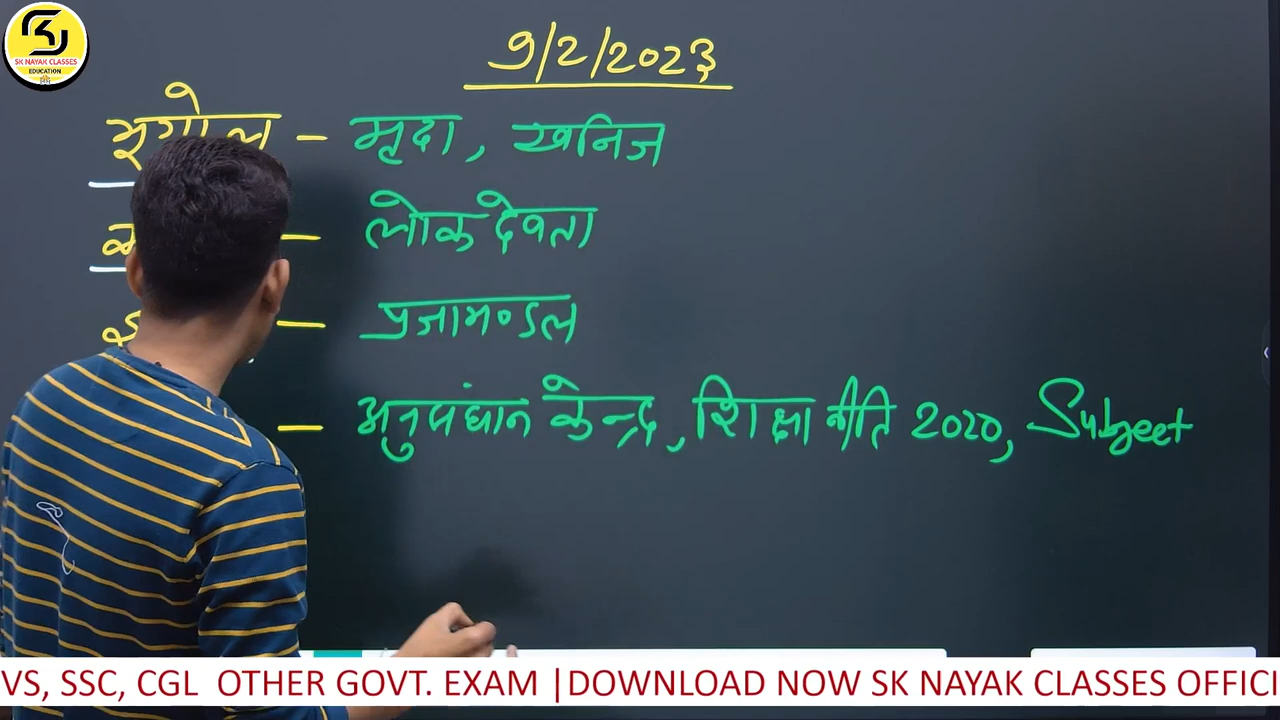 SK NAYAK CLASSES
EDUCATION
9/2/2023
भूगोल - मृदा, खनिज
- लोकदेवता
- प्रजामण्डल
- अनुसंधान केन्द्र, शिक्षा नीति 2020, Subject
VS, SSC, CGL OTHER GOVT. EXAM |DOWNLOAD NOW SK NAYAK CLASSES OFFICI